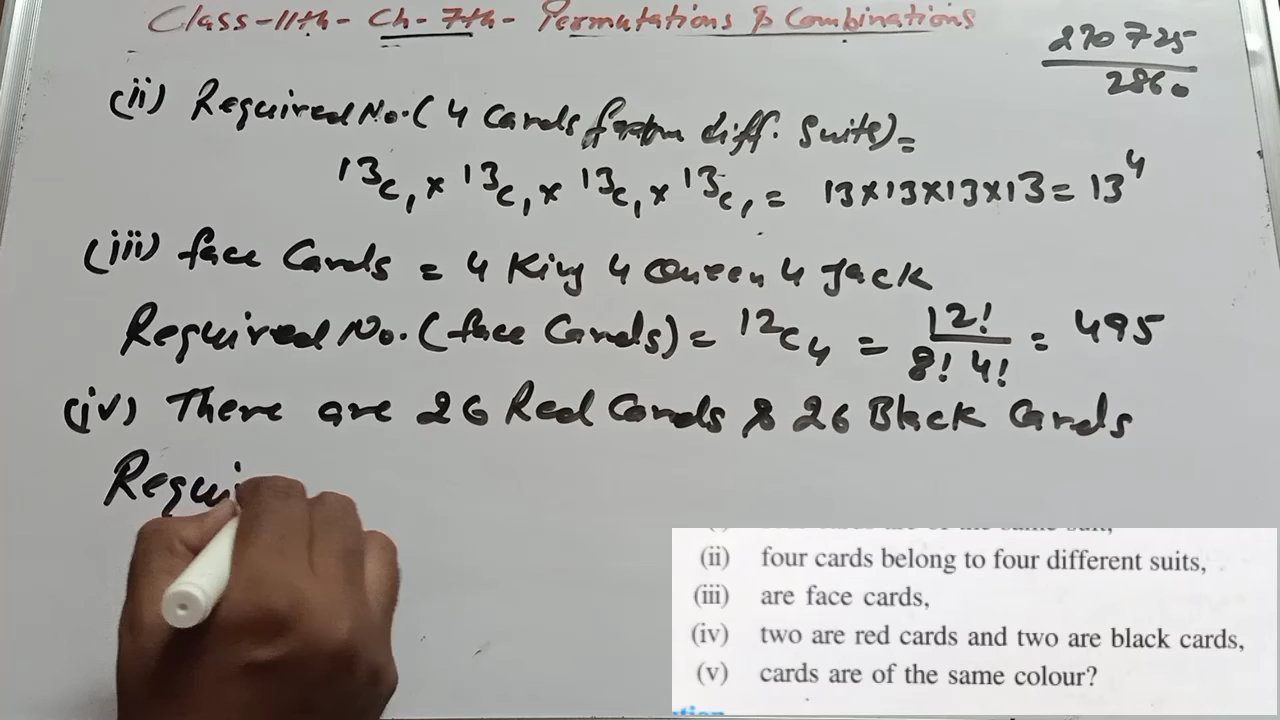 Class-11th- Ch-7th- Permutations & Combinations
270725
2860
(ii) Required No. (4 Cards from diff. Suits) =
13c₁ × 13c₁ × 13c₁ × 13c₁ = 13×13×13×13 = 13⁴
(iii) face Cards = 4 King 4 Queen 4 Jack
Required No. (face Cards) = 12c₄ = 12!/8! 4! = 495
(iv) There are 26 Red Cards & 26 Black Cards
Requi
(ii) four cards belong to four different suits,
(iii) are face cards,
(iv) two are red cards and two are black cards,
(v) cards are of the same colour?